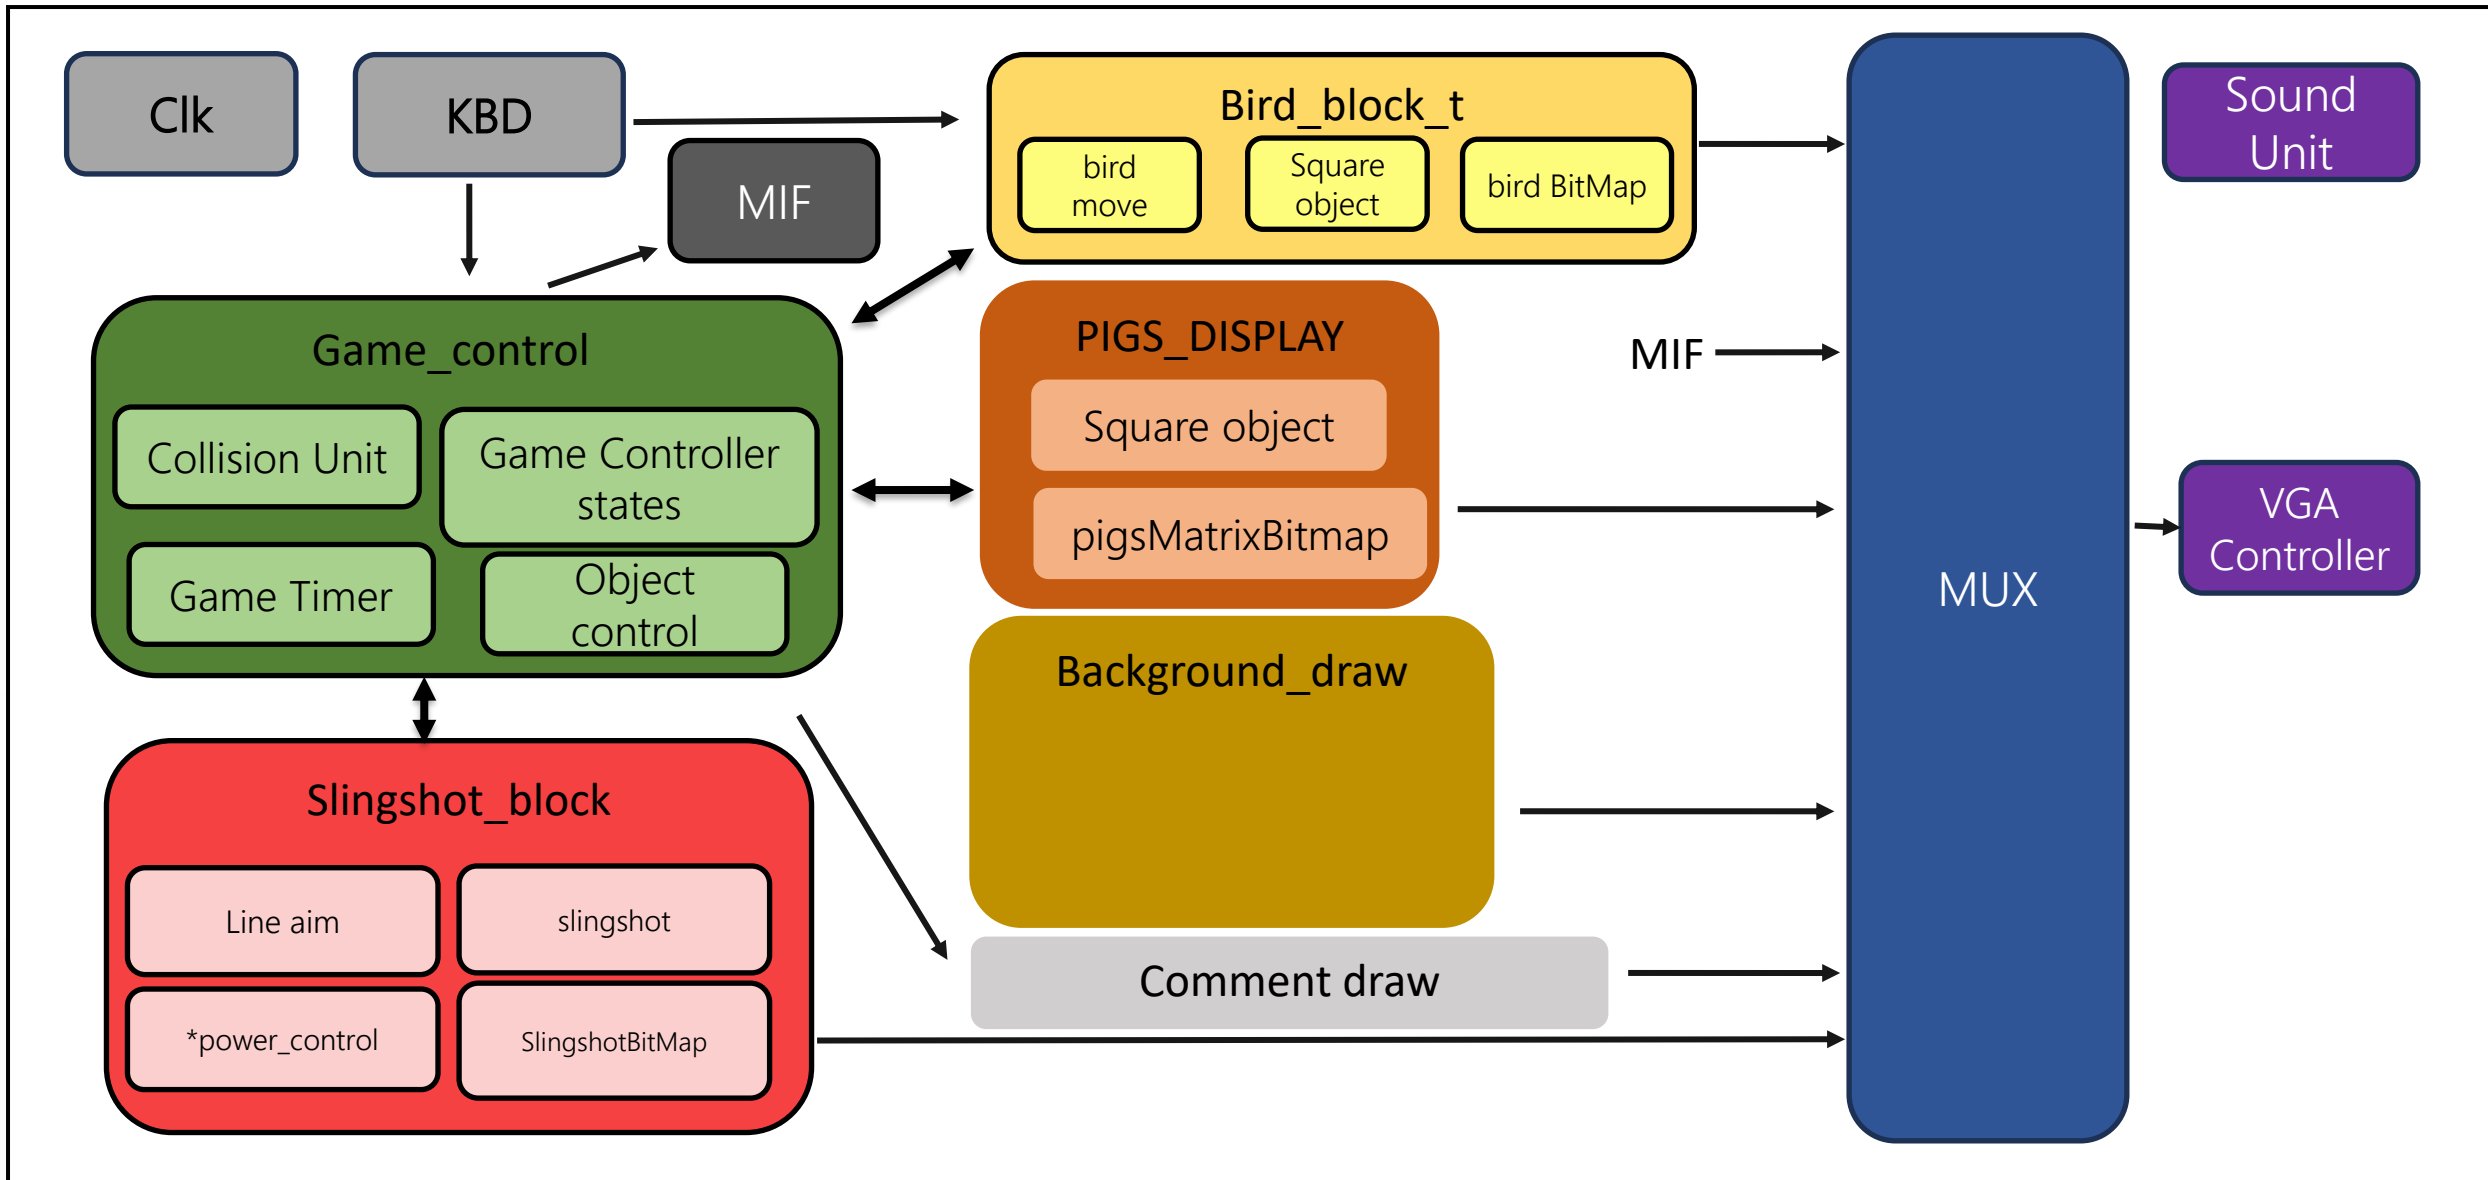 Clk
KBD
MIF
Bird_block_t
bird
move
Square
object
bird BitMap
Sound
Unit
Game_control
Collision Unit
Game Controller
states
Game Timer
Object
control
PIGS_DISPLAY
Square object
pigsMatrixBitmap
MIF
MUX
VGA
Controller
Background_draw
Slingshot_block
Line aim
slingshot
*power_control
SlingshotBitMap
Comment draw